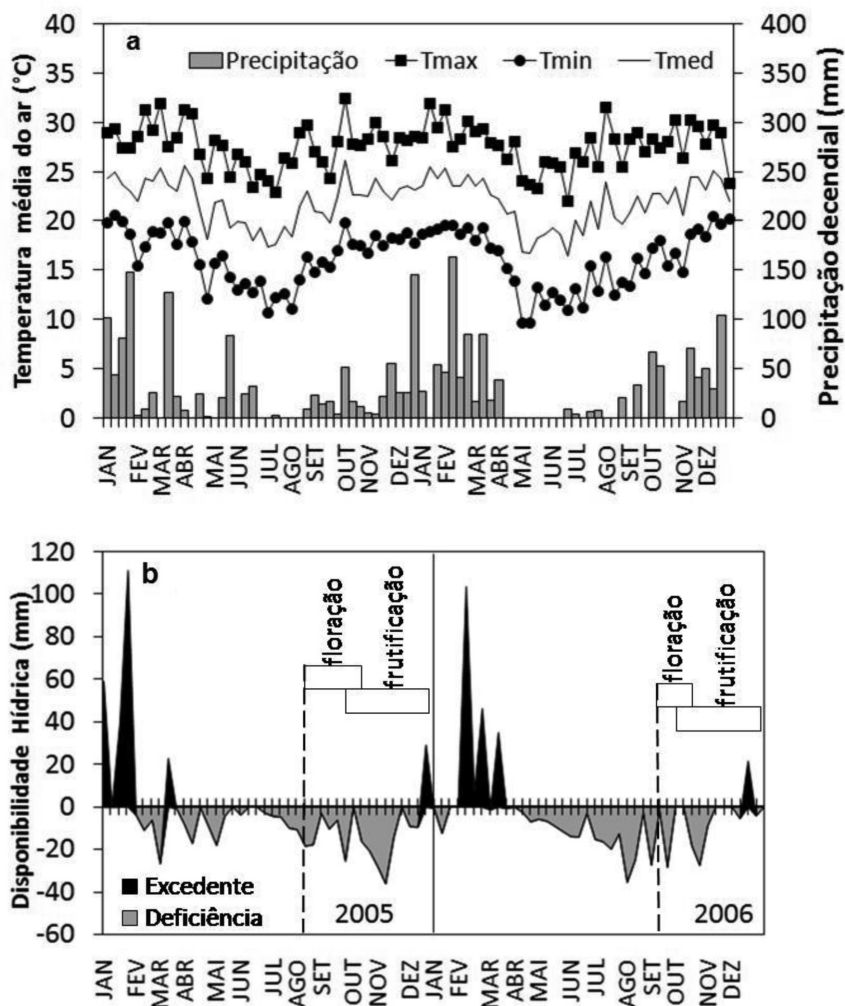 a
Precipitação Tmax Tmin Tmed
Temperatura média do ar (°C)
40
35
30
25
20
15
10
5
0
Precipitação decendial (mm)
400
350
300
250
200
150
100
50
0
JAN FEV MAR ABR MAI JUN JUL AGO SET OUT NOV DEZ JAN FEV MAR ABR MAI JUN JUL AGO SET OUT NOV DEZ
b
Disponibilidade Hídrica (mm)
120
100
80
60
40
20
0
-20
-40
-60
floração
frutificação
floração
frutificação
Excedente
Deficiência
2005
2006
JAN FEV MAR ABR MAI JUN JUL AGO SET OUT NOV DEZ JAN FEV MAR ABR MAI JUN JUL AGO SET OUT NOV DEZ